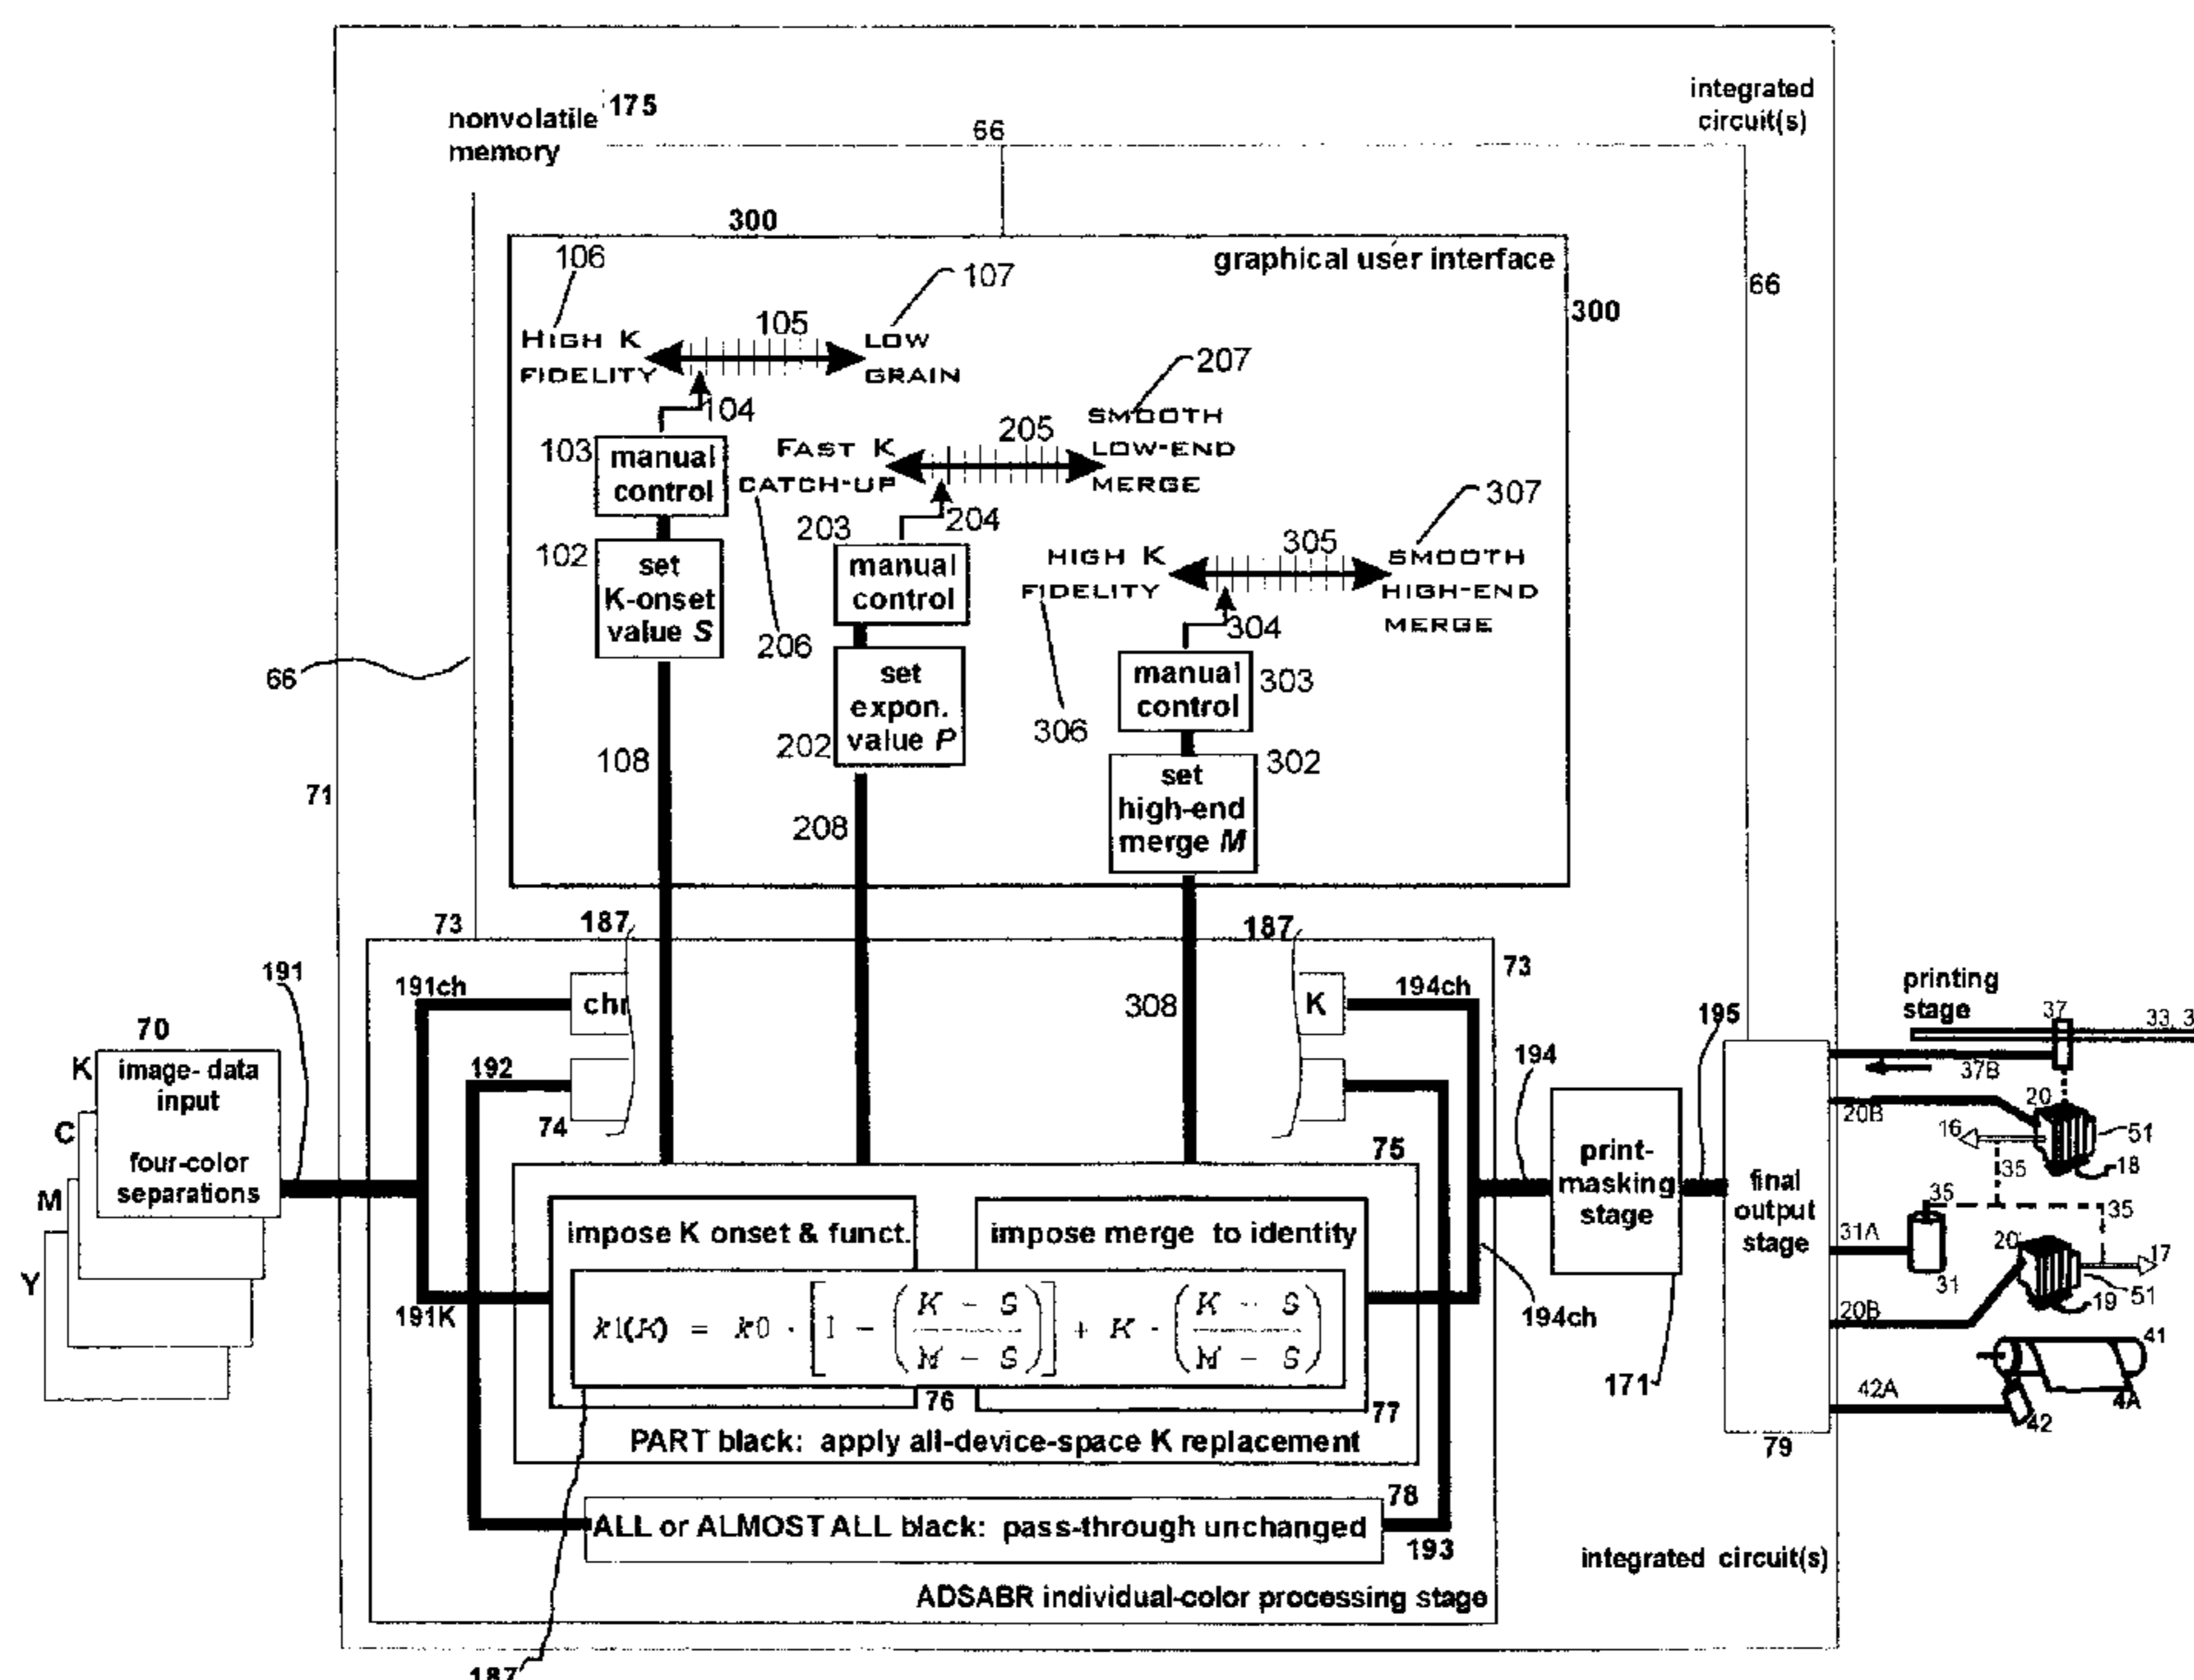 nonvolatile 175
memory
integrated
circuit(s)
66
300
graphical user interface
106
107
66
300
HIGH K
FIDELITY
105
LOW
GRAIN
104
207
SMOOTH
LOW-END
MERGE
205
FAST K
CATCH-UP
103
manual
control
204
203
307
102
set
K-onset
value S
manual
control
HIGH K
FIDELITY
305
SMOOTH
HIGH-END
MERGE
206
304
66
set
expon.
value P
202
306
manual
control
303
108
302
set
high-end
merge M
71
208
73
187
187
73
191
191ch
chr
K
194ch
308
printing
stage
37
33, 3
195
70
K
image-data
input
four-color
separations
C
M
Y
192
74
194
37B
20
20B
16
51
18
35
75
print-
masking
stage
final
output
stage
impose K onset & funct.
impose merge to identity
35
35
31A
31
20
17
191K
k1(K) = k0 · [1 - (K - S / M - S)] + K · (K - S / M - S)
194ch
19
51
20B
41
171
76
77
42A
42
4A
PART black: apply all-device-space K replacement
79
78
ALL or ALMOST ALL black: pass-through unchanged
193
integrated circuit(s)
ADSABR individual-color processing stage
187